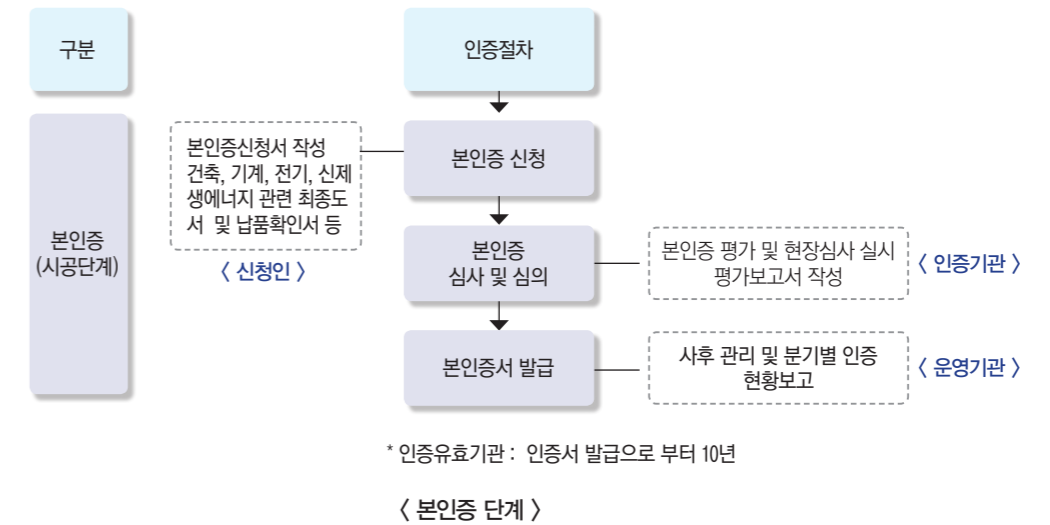 구분
인증절차
본인증
(시공단계)
본인증신청서 작성
건축, 기계, 전기, 신제
생에너지 관련 최종도
서 및 납품확인서 등
〈 신청인 〉
본인증 신청
본인증
심사 및 심의
본인증 평가 및 현장심사 실시
평가보고서 작성
〈 인증기관 〉
본인증서 발급
사후 관리 및 분기별 인증
현황보고
〈 운영기관 〉
* 인증유효기관 : 인증서 발급으로 부터 10년
〈 본인증 단계 〉